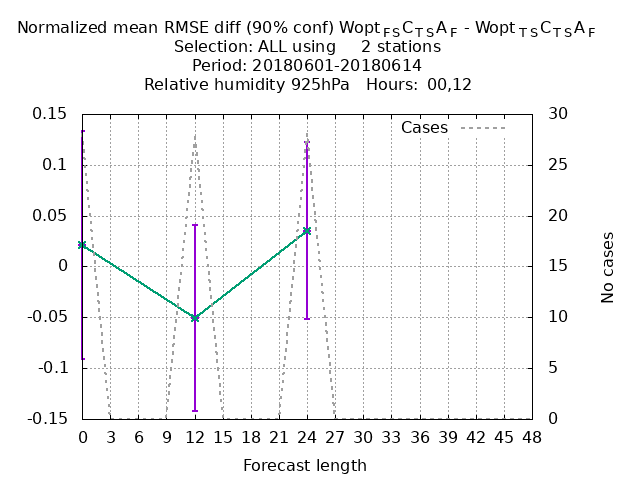 Normalized mean RMSE diff (90% conf) Wopt FS C TS A F - Wopt TS C TS A F
Selection: ALL using 2 stations
Period: 20180601-20180614
Relative humidity 925hPa Hours: 00,12
0.15 30
Cases
0.1 25
0.05 20
0 15
No cases
-0.05 10
-0.1 5
-0.15 0
0 3 6 9 12 15 18 21 24 27 30 33 36 39 42 45 48
Forecast length